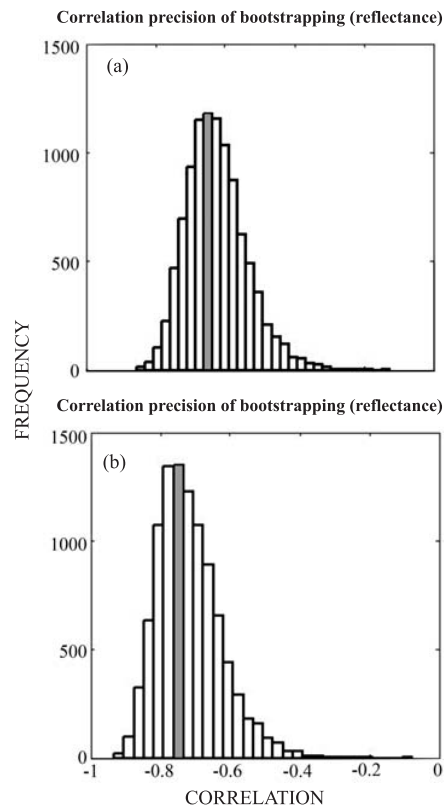 Correlation precision of bootstrapping (reflectance)
(a)
1500
1000
500
0
FREQUENCY
Correlation precision of bootstrapping (reflectance)
(b)
1500
1000
500
0
-1 -0.8 -0.6 -0.4 -0.2 0
CORRELATION